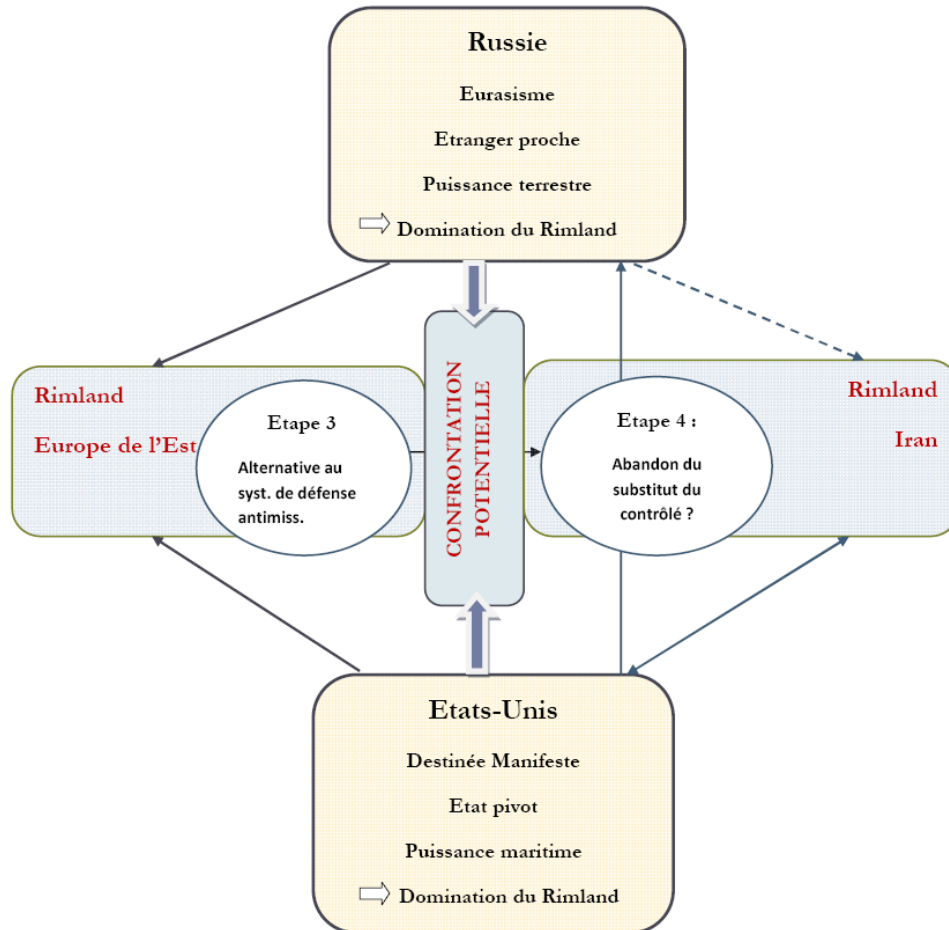 Russie
Eurasisme
Etranger proche
Puissance terrestre
Domination du Rimland
Rimland
Europe de l'Est
Etape 3
Alternative au
syst. de défense
antimiss.
CONFRONTATION
POTENTIELLE
Etape 4 :
Abandon du
substitut du
contrôlé ?
Rimland
Iran
Etats-Unis
Destinée Manifeste
Etat pivot
Puissance maritime
Domination du Rimland